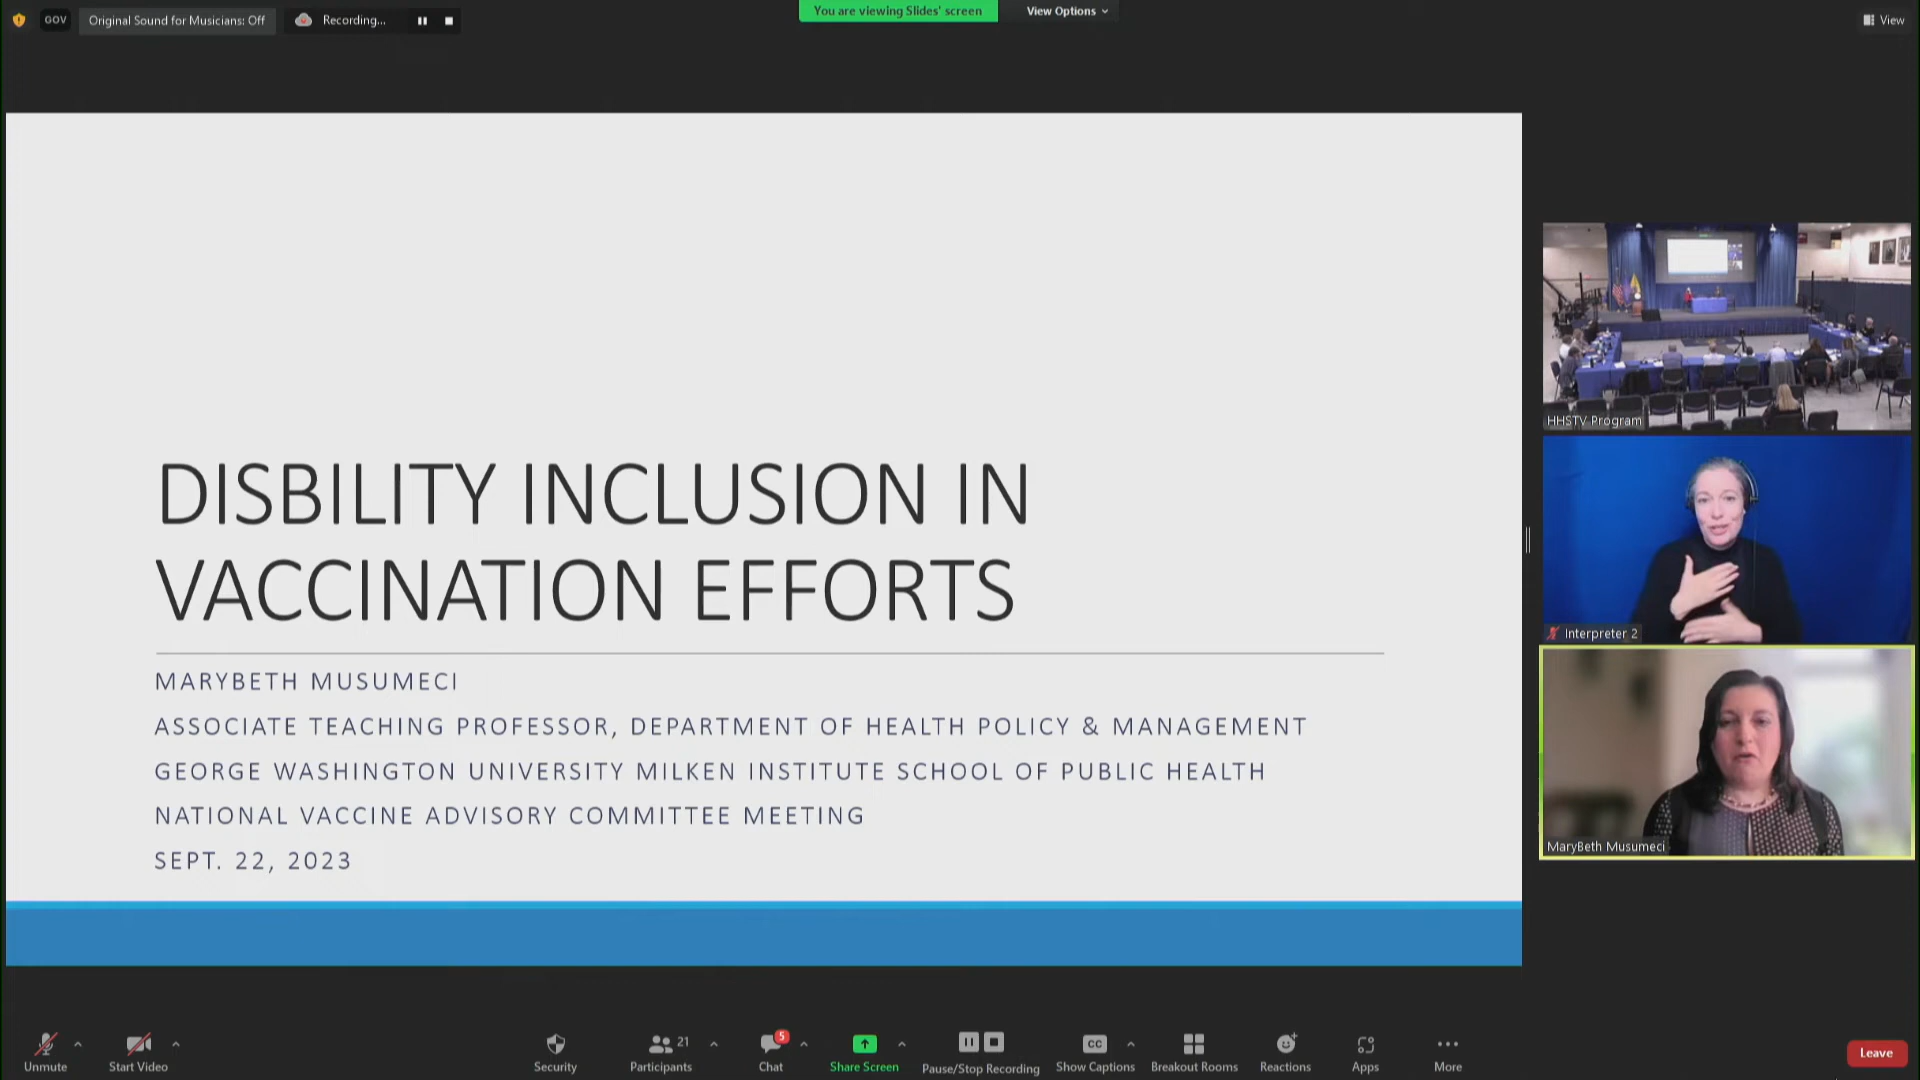 GOV
Original Sound for Musicians: Off
Recording...
You are viewing Slides' screen
View Options
View
DISBILITY INCLUSION IN
VACCINATION EFFORTS
MARYBETH MUSUMECI
ASSOCIATE TEACHING PROFESSOR, DEPARTMENT OF HEALTH POLICY & MANAGEMENT
GEORGE WASHINGTON UNIVERSITY MILKEN INSTITUTE SCHOOL OF PUBLIC HEALTH
NATIONAL VACCINE ADVISORY COMMITTEE MEETING
SEPT. 22, 2023
HHSTV Program
Interpreter 2
MaryBeth Musumeci
Unmute
Start Video
Security
21
Participants
5
Chat
Share Screen
Pause/Stop Recording
CC
Show Captions
Breakout Rooms
Reactions
Apps
More
Leave